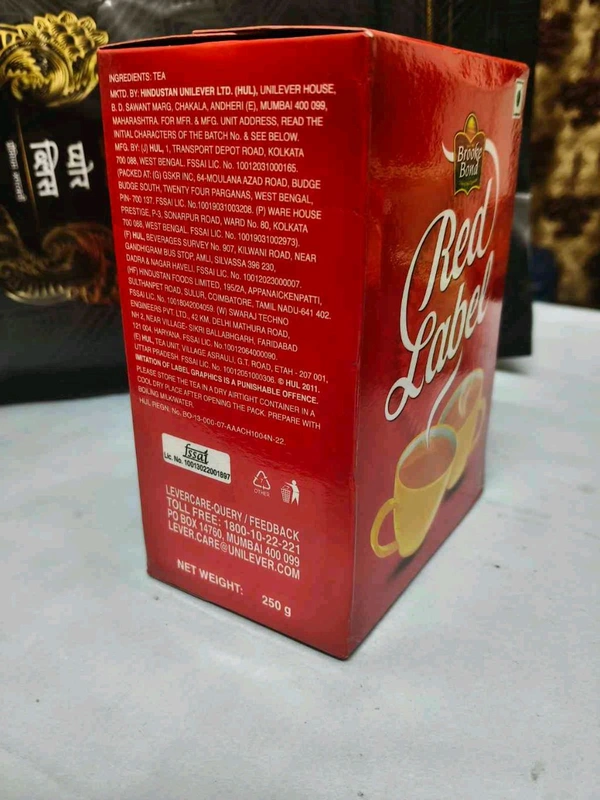 INGREDIENTS: TEA
MKTD. BY: HINDUSTAN UNILEVER LTD. (HUL), UNILEVER HOUSE,
B. D. SAWANT MARG, CHAKALA, ANDHERI (E), MUMBAI 400 099,
MAHARASHTRA. FOR MFR. & MFG. UNIT ADDRESS, READ THE
INITIAL CHARACTERS OF THE BATCH No. & SEE BELOW.
MFG. BY: (J) HUL, 1, TRANSPORT DEPOT ROAD, KOLKATA
700 088, WEST BENGAL. FSSAI LIC. No. 10012031000165.
(PACKED AT: (G) GSKR INC, 64-MOULANA AZAD ROAD, BUDGE
BUDGE SOUTH, TWENTY FOUR PARGANAS, WEST BENGAL,
PIN- 700 137. FSSAI LIC. No.10019031003208. (P) WARE HOUSE
PRESTIGE, P-3, SONARPUR ROAD, WARD No. 80, KOLKATA
700 088, WEST BENGAL. FSSAI LIC. No. 10019031002973).
(F) HUL, BEVERAGES SURVEY No. 907, KILWANI ROAD, NEAR
GANDHIGRAM BUS STOP, AMLI, SILVASSA 396 230,
DADRA & NAGAR HAVELI. FSSAI LIC. No. 10012023000007.
(HF) HINDUSTAN FOODS LIMITED, 195/2A, APPANAICKENPATTI,
SULTHANPET ROAD, SULUR, COIMBATORE, TAMIL NADU-641 402.
FSSAI LIC. No. 10018042004059. (W) SWARAJ TECHNO
ENGINEERS PVT. LTD., 42 KM. DELHI MATHURA ROAD,
NH 2, NEAR VILLAGE- SIKRI BALLABHGARH, FARIDABAD
121 004, HARYANA, FSSAI LIC. No. 10012064000090.
(E) HUL, TEA UNIT, VILLAGE ASRAULI, G.T. ROAD, ETAH - 207 001,
UTTAR PRADESH. FSSAI LIC. No. 10012051000306. © HUL 2011.
IMITATION OF LABEL GRAPHICS IS A PUNISHABLE OFFENCE.
PLEASE STORE THE TEA IN A DRY AIRTIGHT CONTAINER IN A
COOL DRY PLACE AFTER OPENING THE PACK. PREPARE WITH
BOILING MILK/WATER.
HUL REGN. No. BO-13-000-07-AAACH1004N-22.
fssai
Lic. No. 10013022001897
OTHER
LEVERCARE-QUERY / FEEDBACK
TOLL FREE: 1800-10-22-221
PO BOX 14760, MUMBAI 400 099
LEVER.CARE@UNILEVER.COM
NET WEIGHT: 250 g
Brooke
Bond
Red
Label